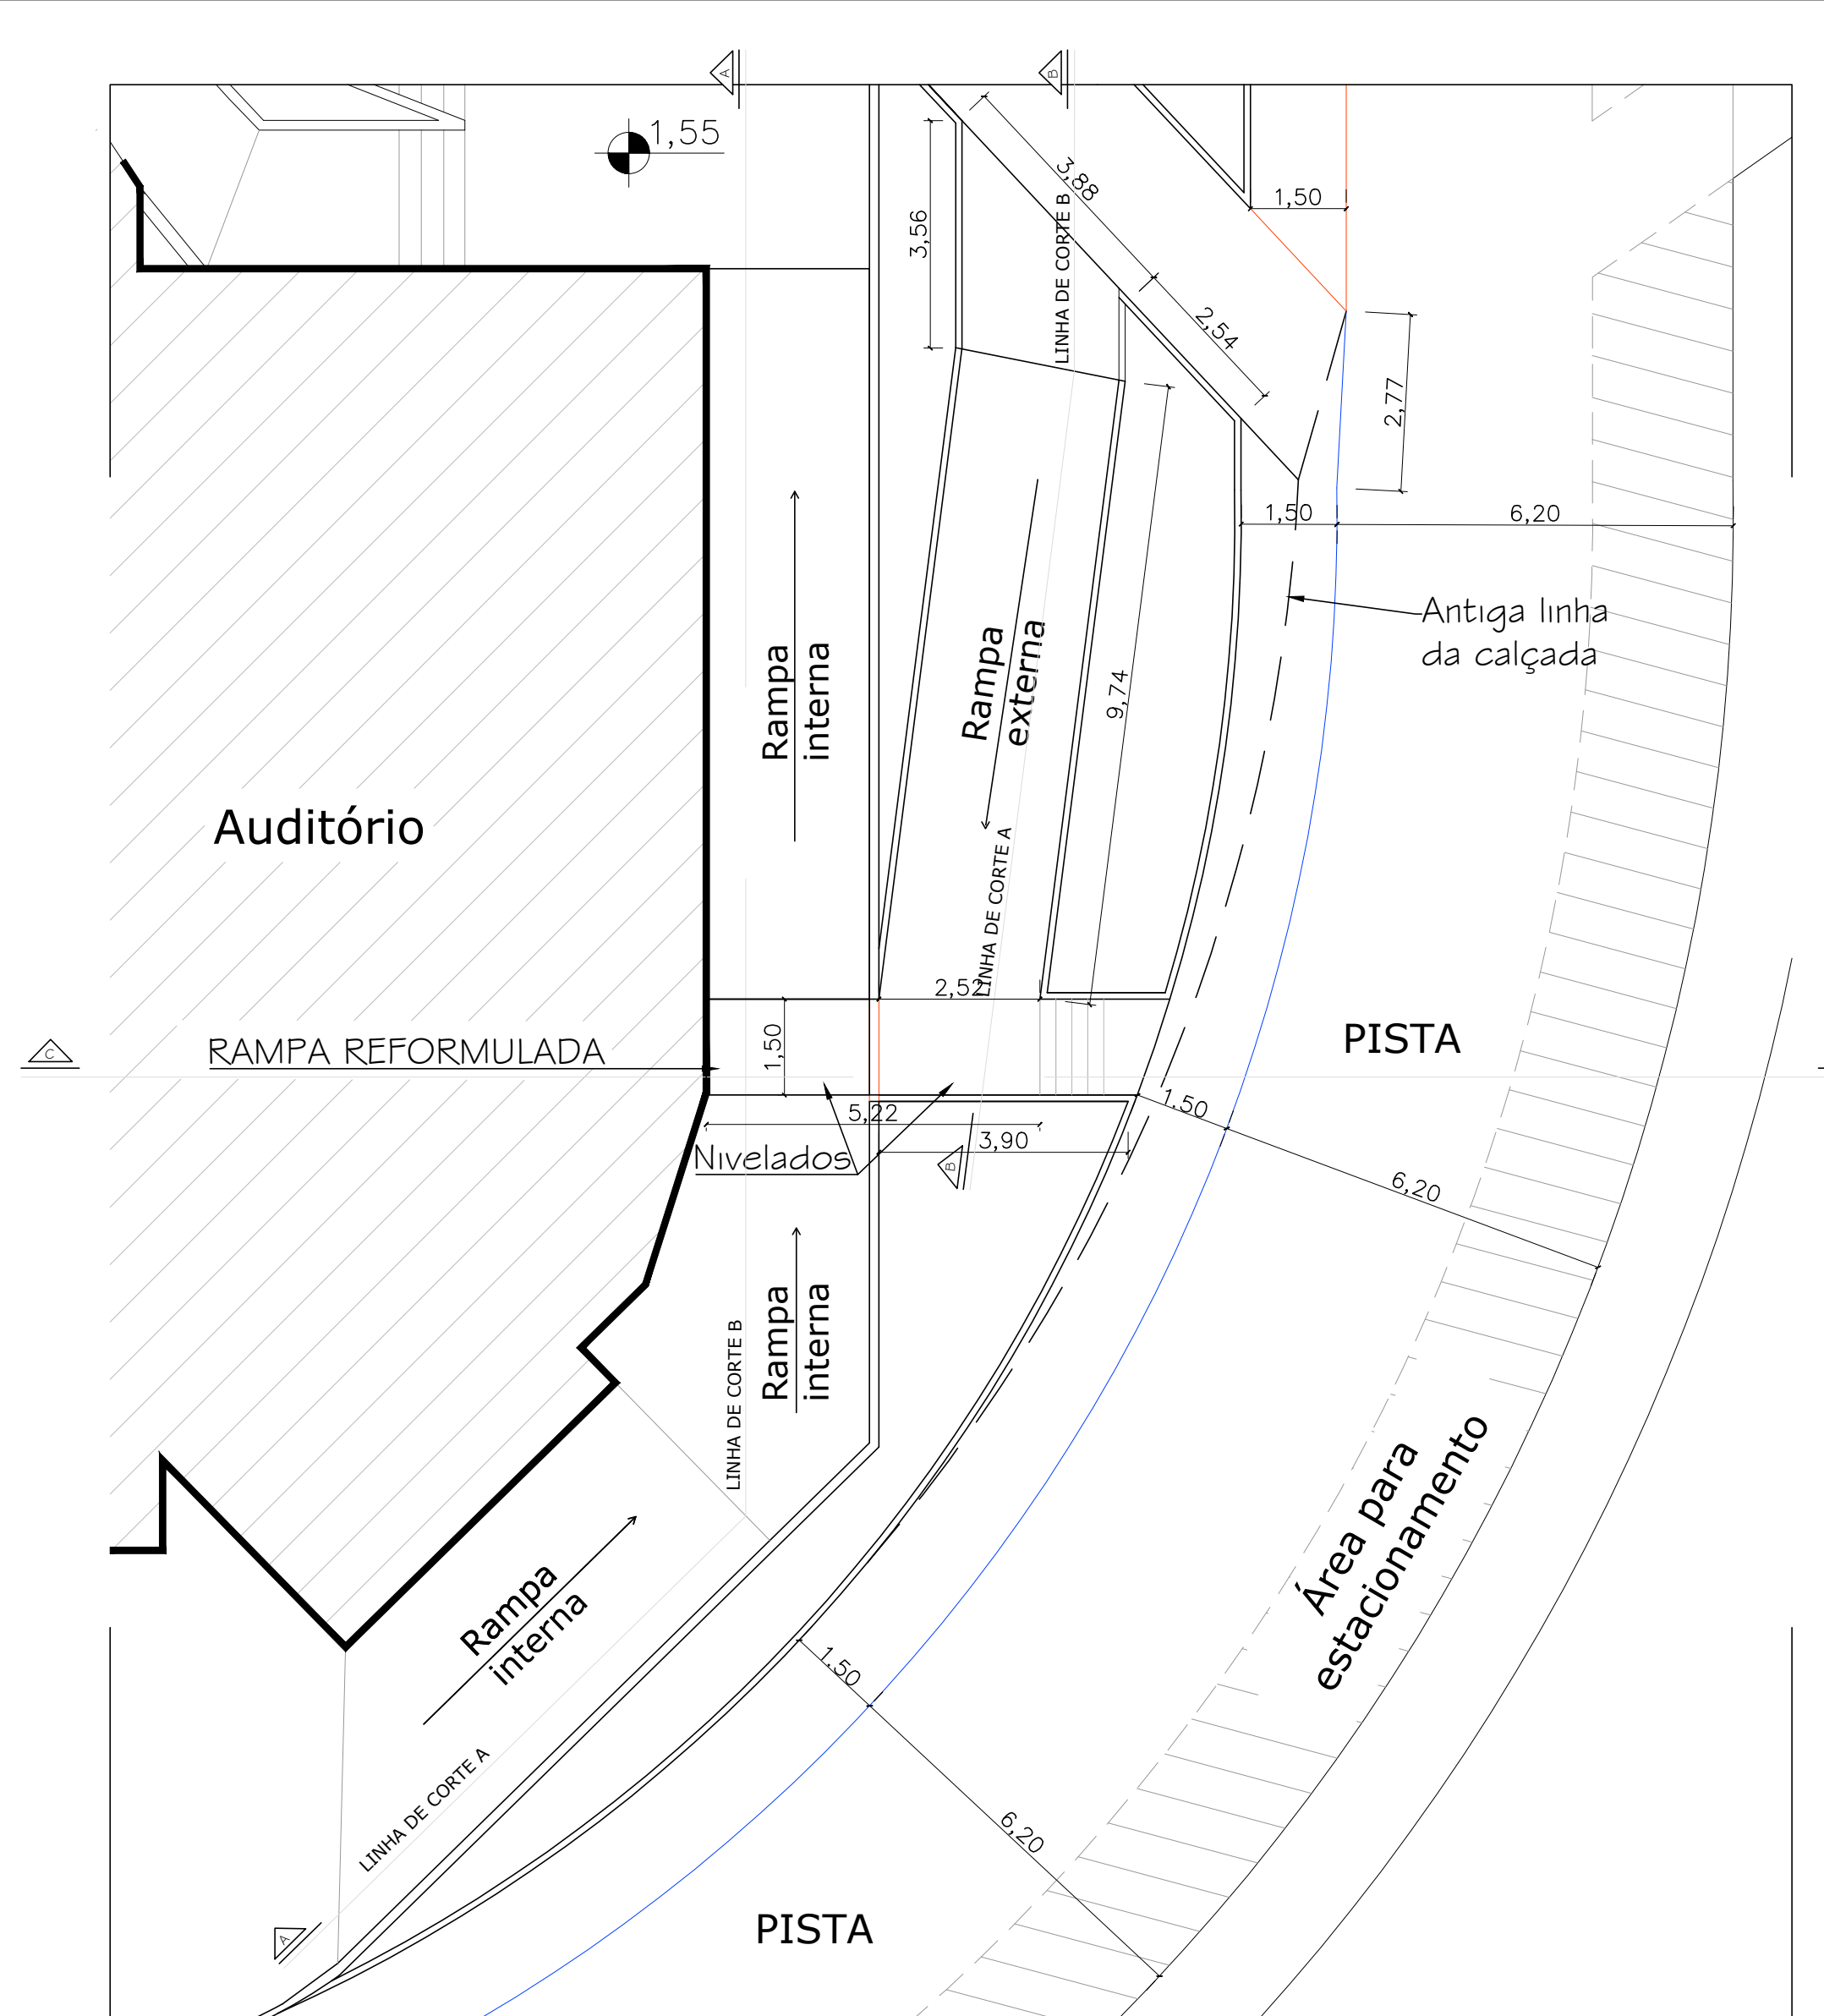 A
B
1,55
3,88
1,50
3,56
LINHA DE CORTE B
2,54
2,77
1,50
6,20
Antiga linha
da calçada
Rampa
interna
Rampa
externa
9,74
Auditório
LINHA DE CORTE A
2,52
C
RAMPA REFORMULADA
1,50
PISTA
5,22
1.50
3,90
Nivelados
B
6,20
LINHA DE CORTE B
Rampa
interna
Área para
estacionamento
Rampa
interna
1.50
LINHA DE CORTE A
6,20
A
PISTA